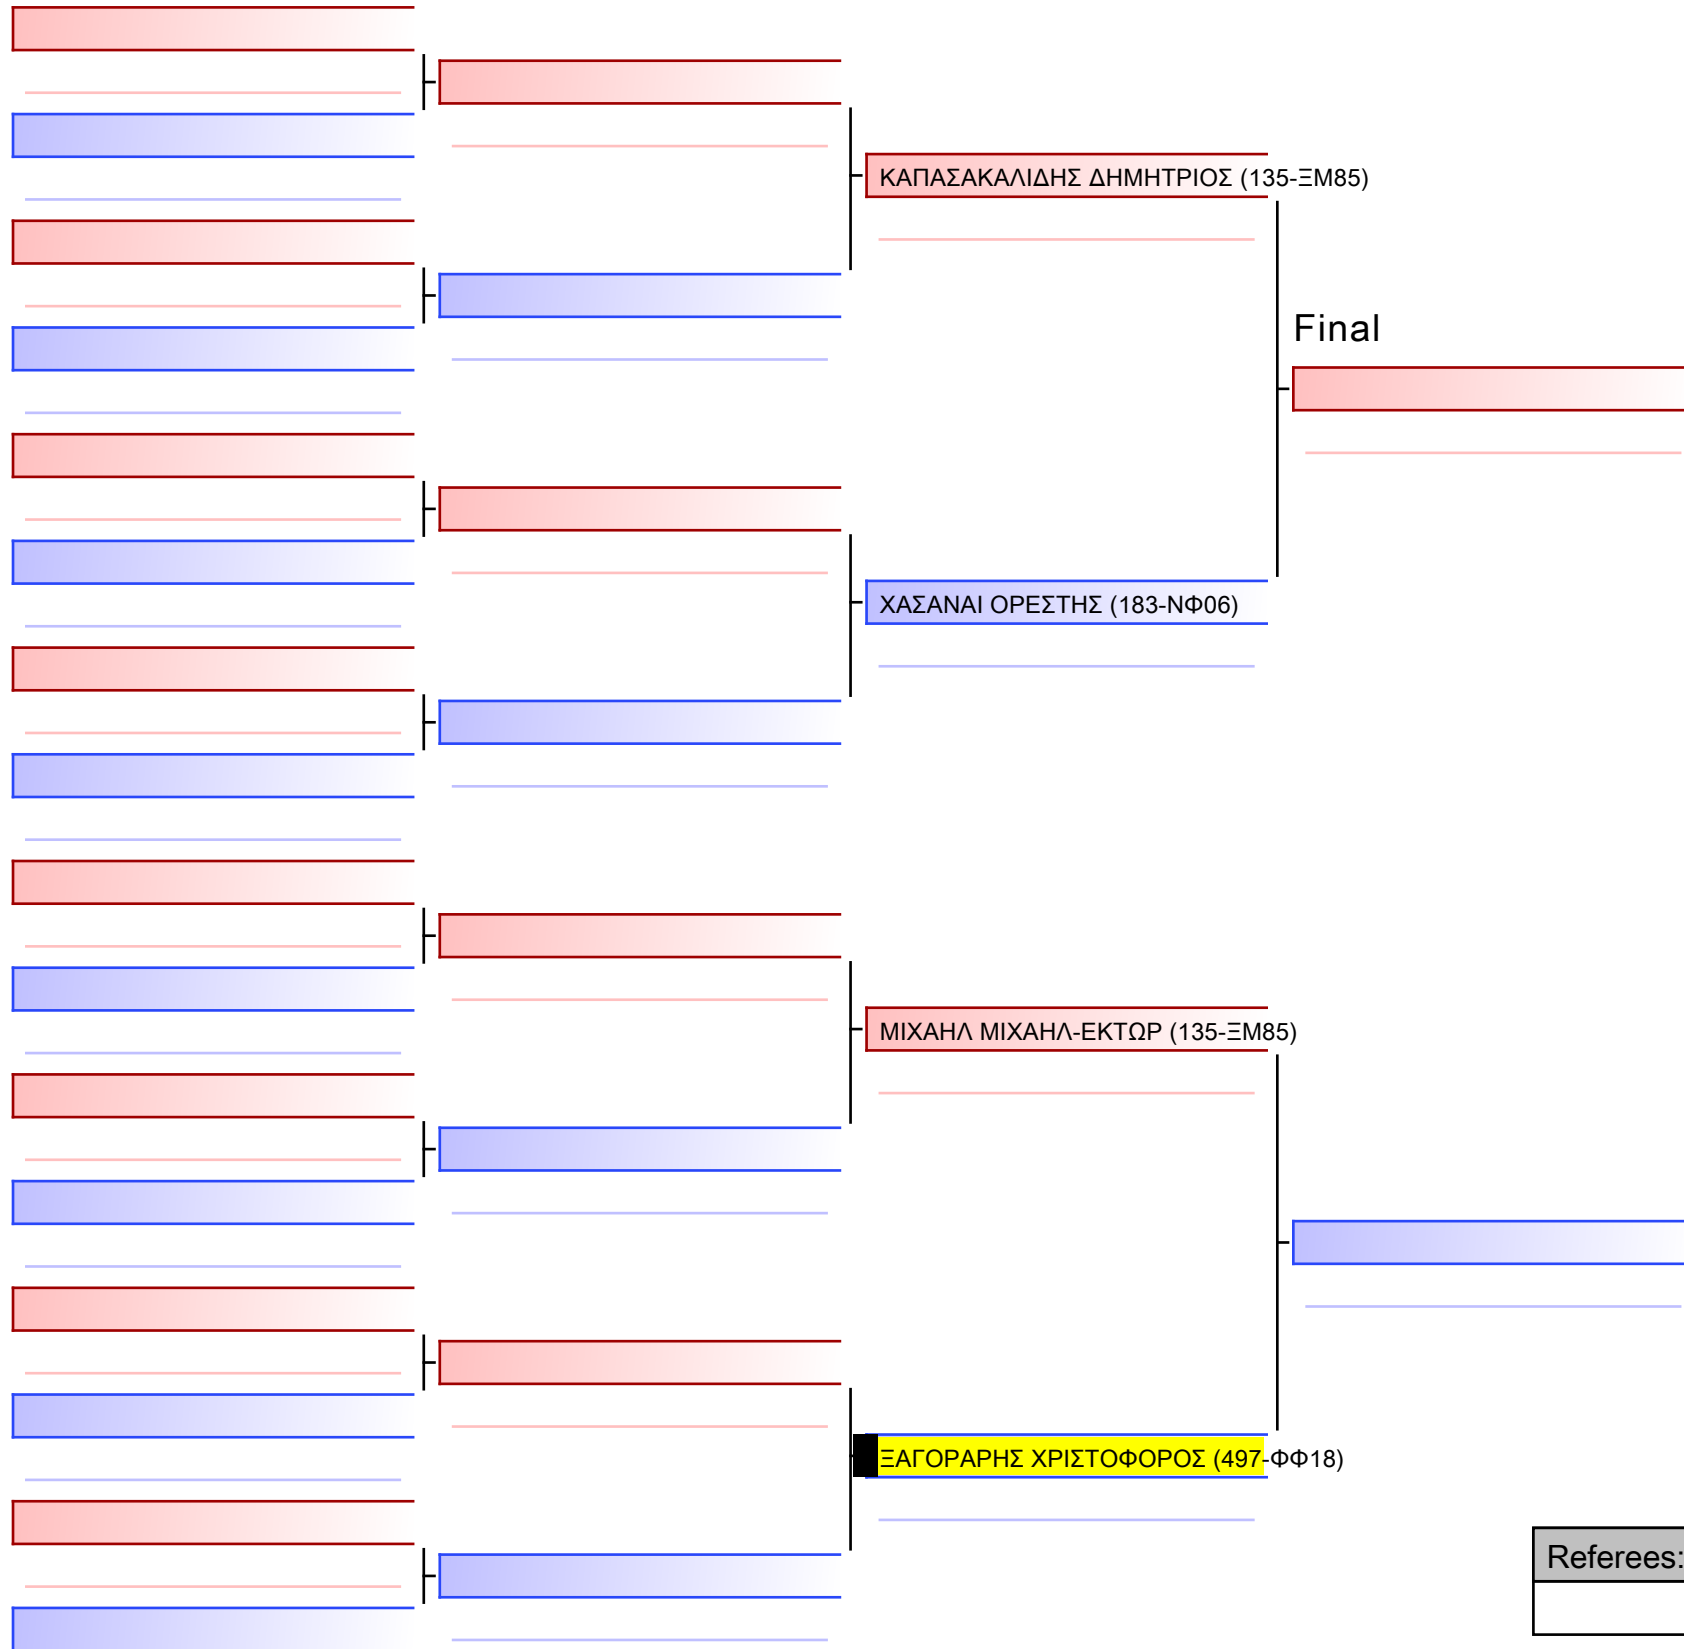 ΚΑΠΑΣΑΚΑΛΙΔΗΣ ΔΗΜΗΤΡΙΟΣ (135-ΞΜ85)
Final
ΧΑΣΑΝΑΙ ΟΡΕΣΤΗΣ (183-ΝΦ06)
ΜΙΧΑΗΛ ΜΙΧΑΗΛ-ΕΚΤΩΡ (135-ΞΜ85)
ΞΑΓΟΡΑΡΗΣ ΧΡΙΣΤΟΦΟΡΟΣ (497-ΦΦ18)
Referees: